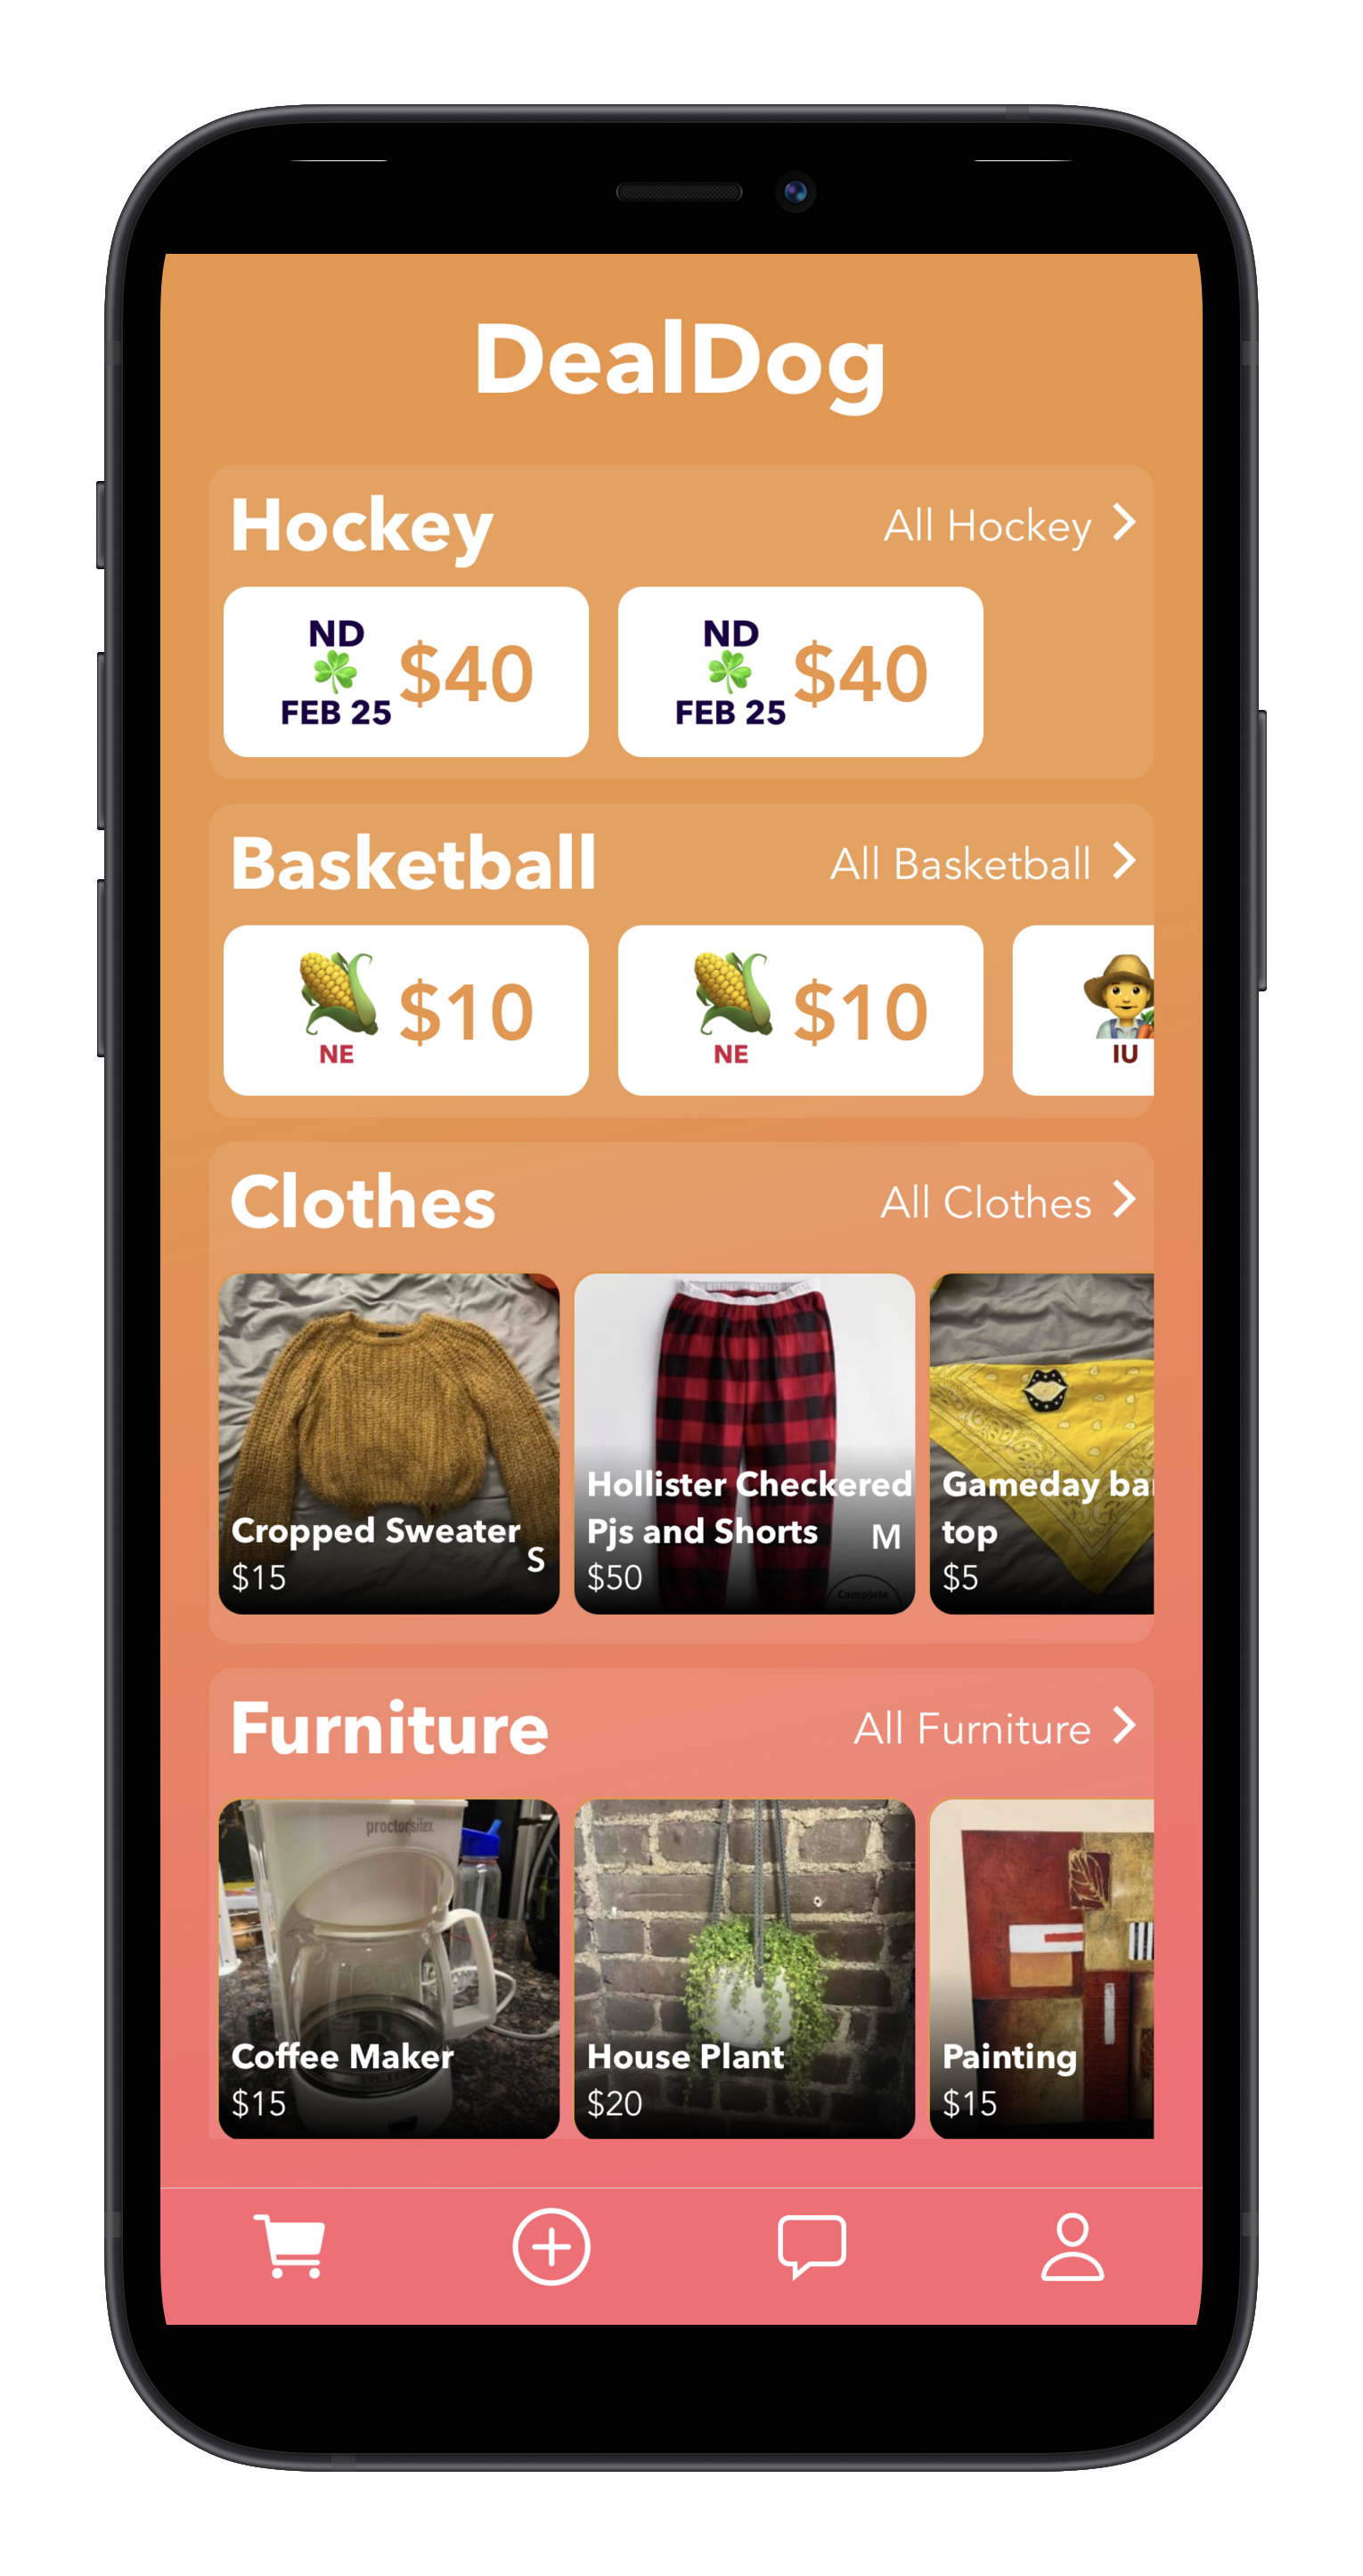 DealDog
Hockey
All Hockey
ND
FEB 25
$40
ND
FEB 25
$40
Basketball
All Basketball
NE
$10
NE
$10
IU
Clothes
All Clothes
Cropped Sweater
$15
S
Hollister Checkered
Pjs and Shorts
$50
M
Complete
Gameday
top
$5
Furniture
All Furniture
proctorsilex
Coffee Maker
$15
House Plant
$20
Painting
$15